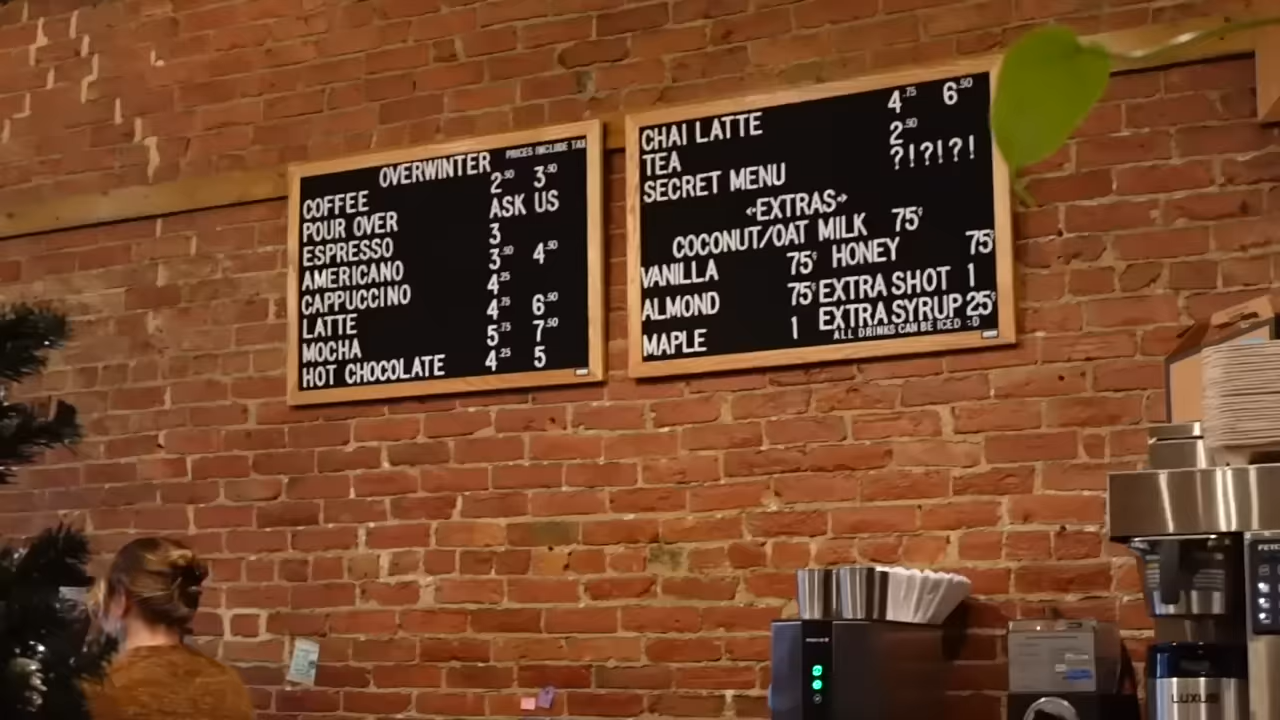 OVERWINTER PRICES INCLUDE TAX
COFFEE 2.50 3.50
POUR OVER ASK US
ESPRESSO 3
AMERICANO 3.50 4.50
CAPPUCCINO 4.25
LATTE 4.75 6.50
MOCHA 5.75 7.50
HOT CHOCOLATE 4.25 5
CHAI LATTE 4.75 6.50
TEA 2.50
SECRET MENU ?!?!?!
EXTRAS
COCONUT/OAT MILK 75¢
VANILLA 75¢ HONEY 75¢
ALMOND 75¢ EXTRA SHOT 1
MAPLE 1 EXTRA SYRUP 25¢
ALL DRINKS CAN BE ICED :D
LUXUS